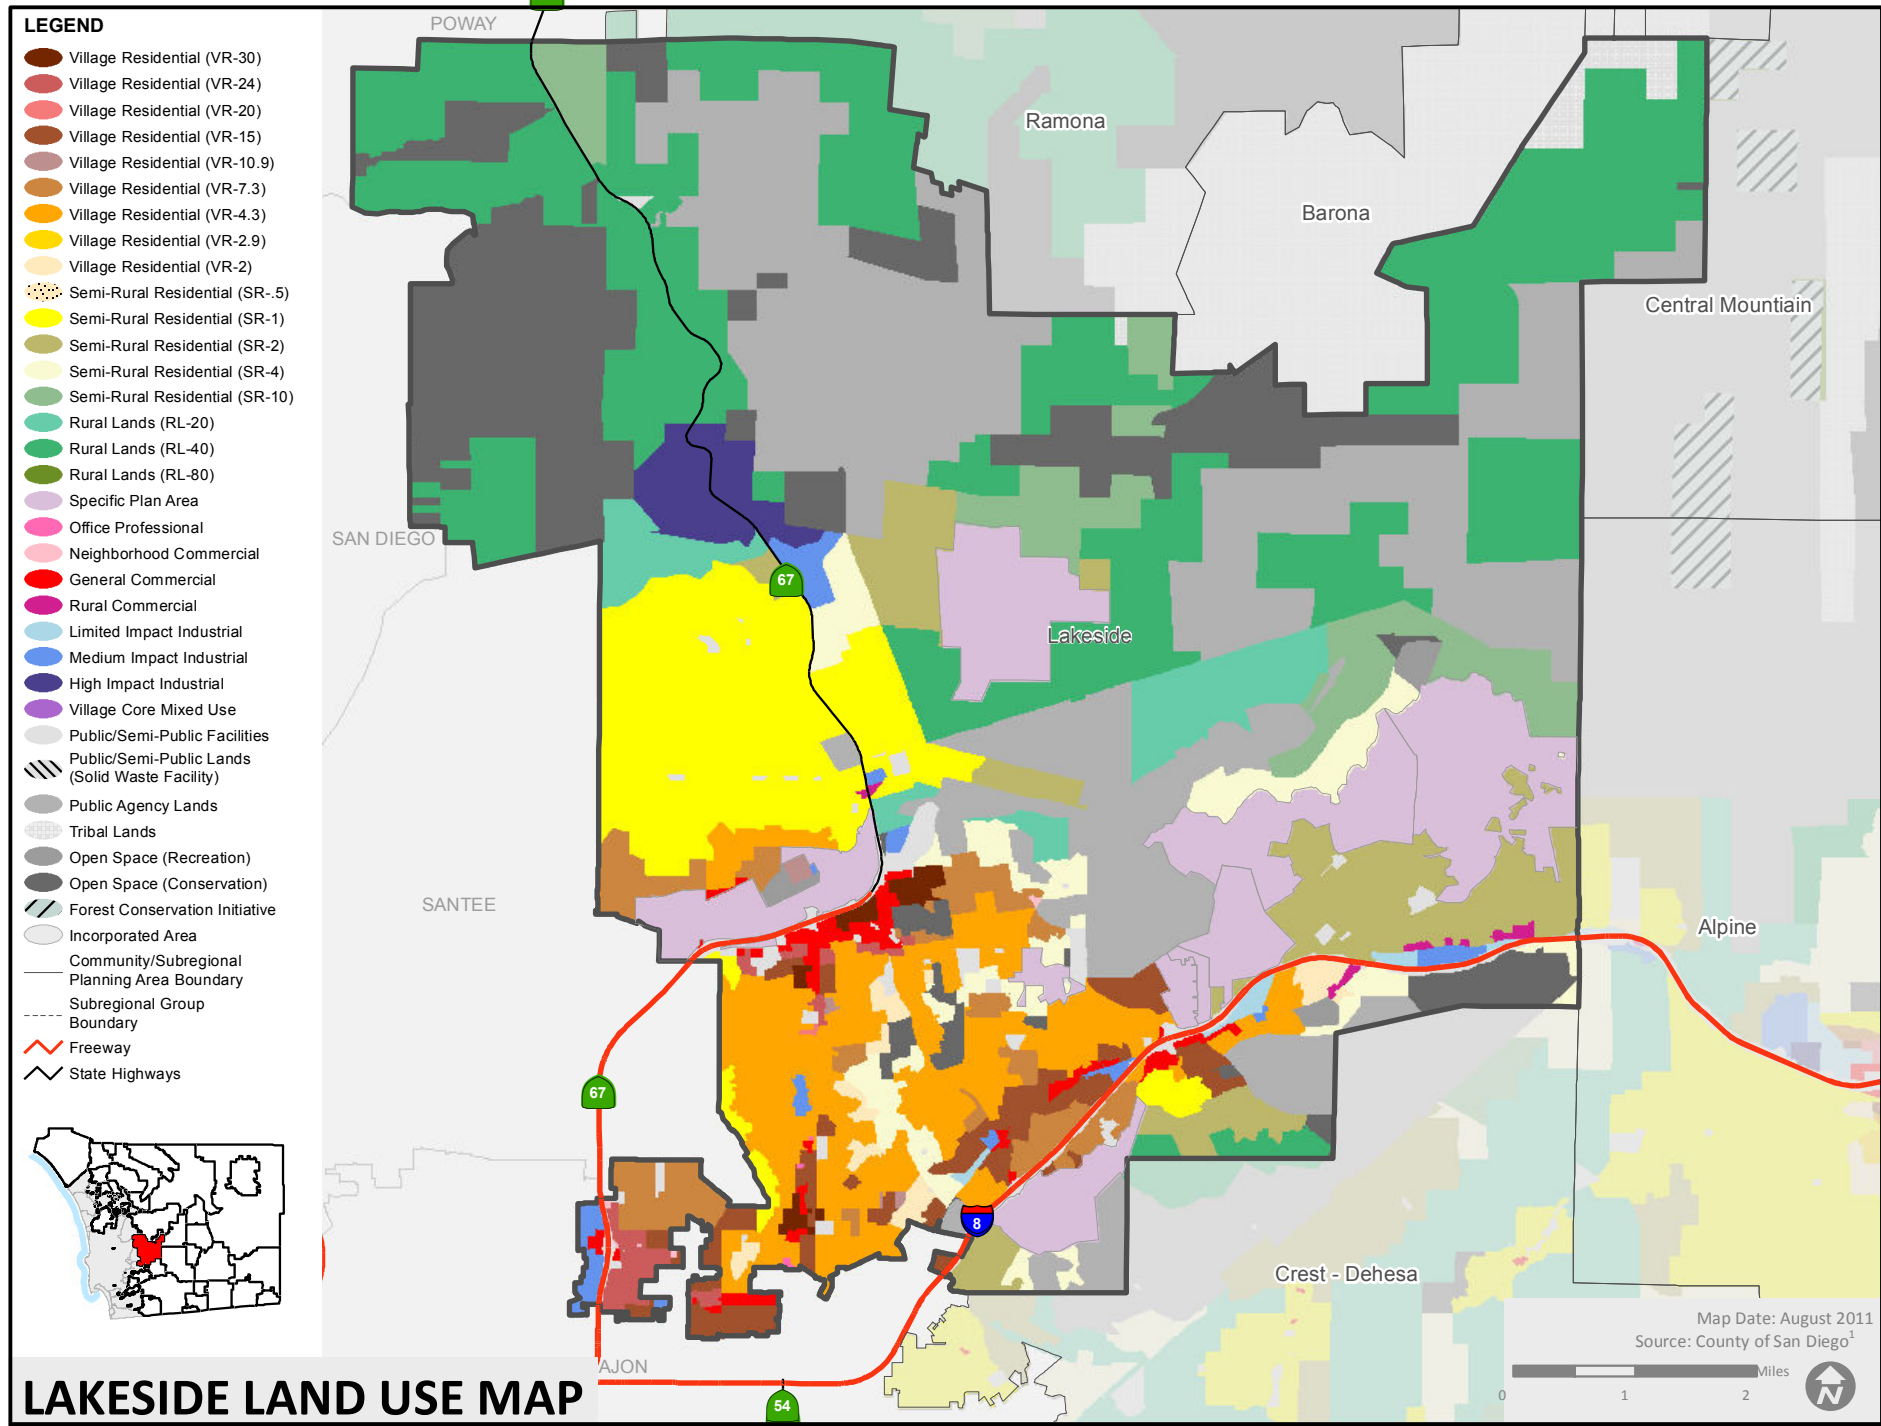 LEGEND
Village Residential (VR-30)
Village Residential (VR-24)
Village Residential (VR-20)
Village Residential (VR-15)
Village Residential (VR-10.9)
Village Residential (VR-7.3)
Village Residential (VR-4.3)
Village Residential (VR-2.9)
Village Residential (VR-2)
Semi-Rural Residential (SR-.5)
Semi-Rural Residential (SR-1)
Semi-Rural Residential (SR-2)
Semi-Rural Residential (SR-4)
Semi-Rural Residential (SR-10)
Rural Lands (RL-20)
Rural Lands (RL-40)
Rural Lands (RL-80)
Specific Plan Area
Office Professional
Neighborhood Commercial
General Commercial
Rural Commercial
Limited Impact Industrial
Medium Impact Industrial
High Impact Industrial
Village Core Mixed Use
Public/Semi-Public Facilities
Public/Semi-Public Lands
(Solid Waste Facility)
Public Agency Lands
Tribal Lands
Open Space (Recreation)
Open Space (Conservation)
Forest Conservation Initiative
Incorporated Area
Community/Subregional
Planning Area Boundary
Subregional Group
Boundary
Freeway
State Highways
LAKESIDE LAND USE MAP
POWAY
Ramona
Barona
Central Mountiain
SAN DIEGO
67
Lakeside
SANTEE
Alpine
67
8
Crest - Dehesa
AJON
54
Map Date: August 2011
Source: County of San Diego1
Miles
0 1 2
N